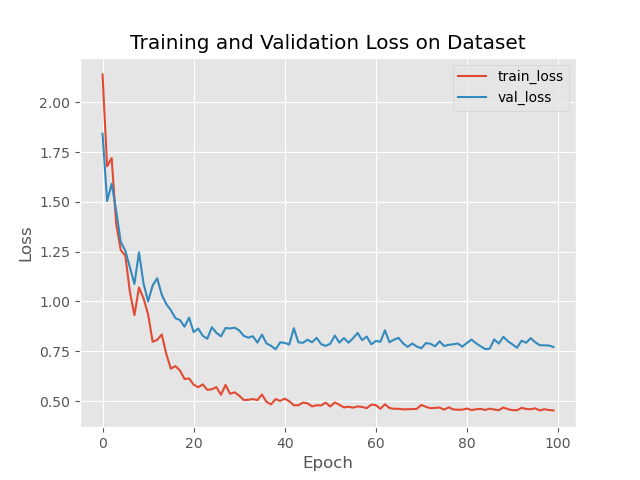 Training and Validation Loss on Dataset
train_loss
val_loss
2.00
1.75
1.50
1.25
1.00
0.75
0.50
Loss
0 20 40 60 80 100
Epoch